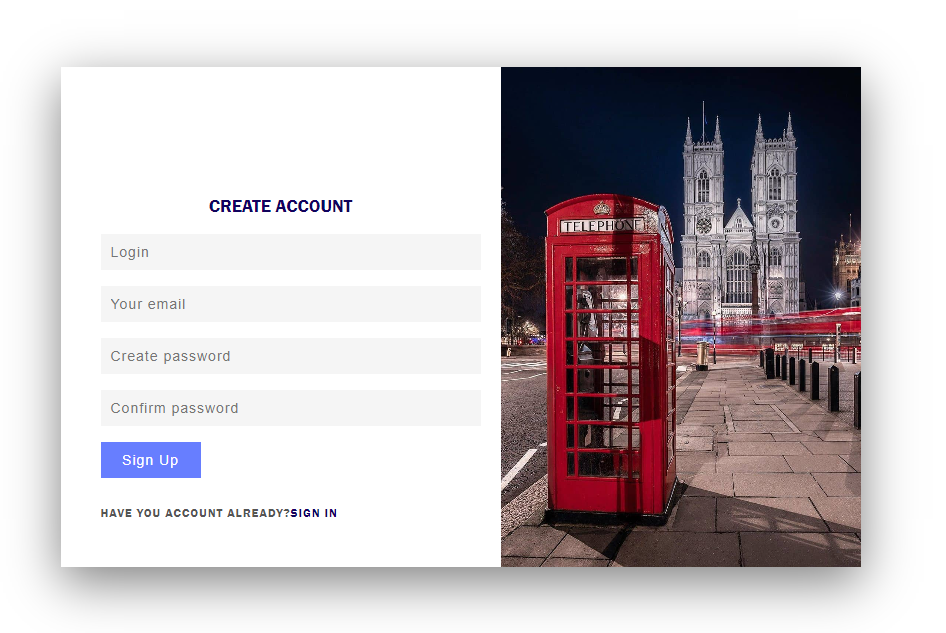 CREATE ACCOUNT
Login
Your email
Create password
Confirm password
Sign Up
HAVE YOU ACCOUNT ALREADY?SIGN IN
TELEPHONE